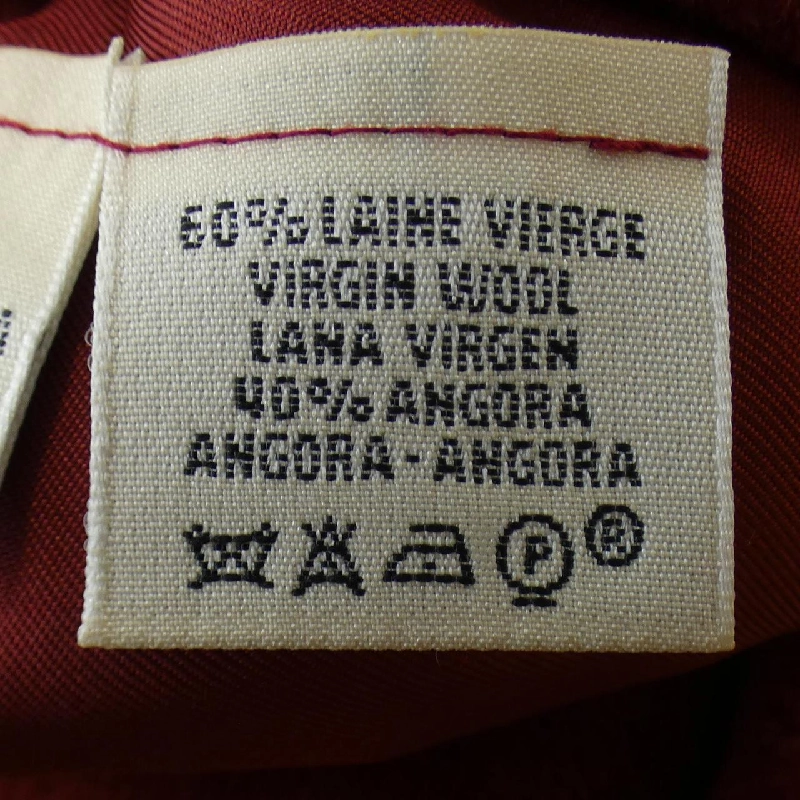 60% LAINE VIERGE
VIRGIN WOOL
LANA VIRGEN
40% ANGORA
ANGORA - ANGORA
P ®